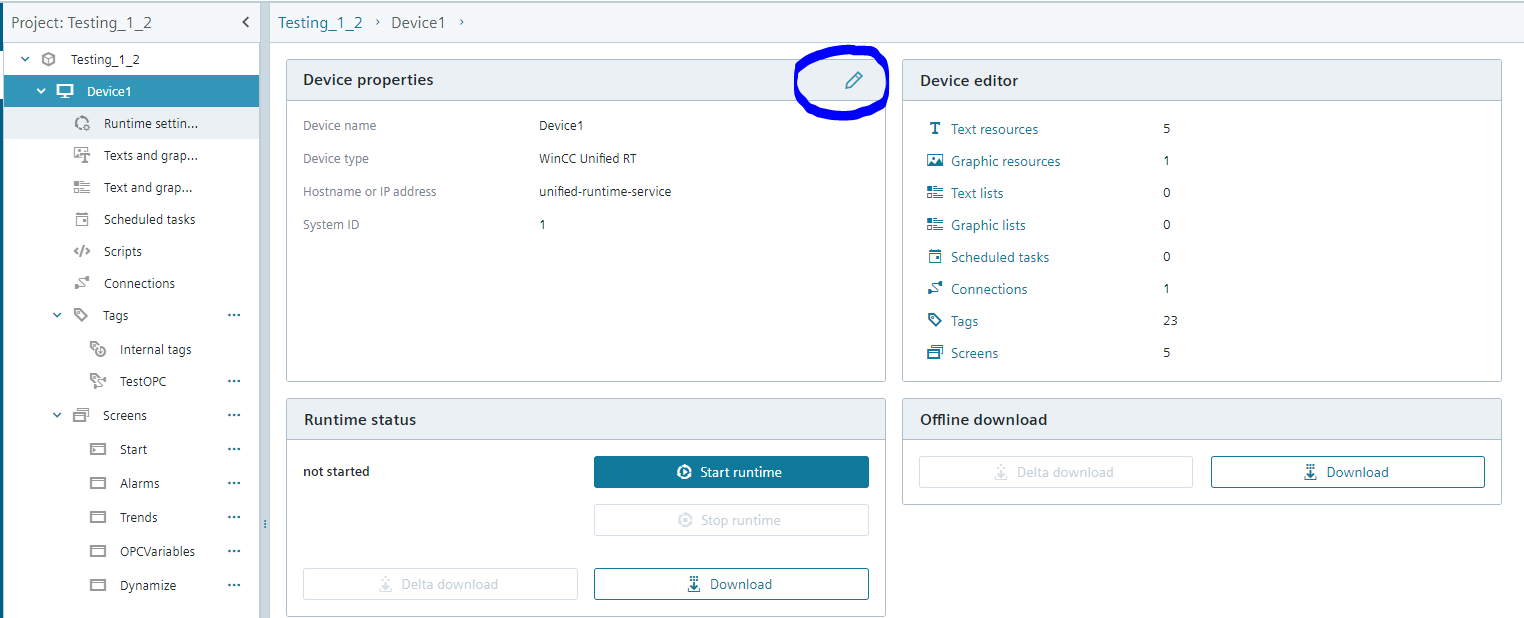 Project: Testing_1_2
Testing_1_2
Device1
Runtime settin...
Texts and grap...
Text and grap...
Scheduled tasks
Scripts
Connections
Tags
Internal tags
TestOPC
Screens
Start
Alarms
Trends
OPCVariables
Dynamize
Testing_1_2 › Device1 ›
Device properties
Device name Device1
Device type WinCC Unified RT
Hostname or IP address unified-runtime-service
System ID 1
Device editor
Text resources 5
Graphic resources 1
Text lists 0
Graphic lists 0
Scheduled tasks 0
Connections 1
Tags 23
Screens 5
Runtime status
not started Start runtime
Stop runtime
Delta download Download
Offline download
Delta download Download